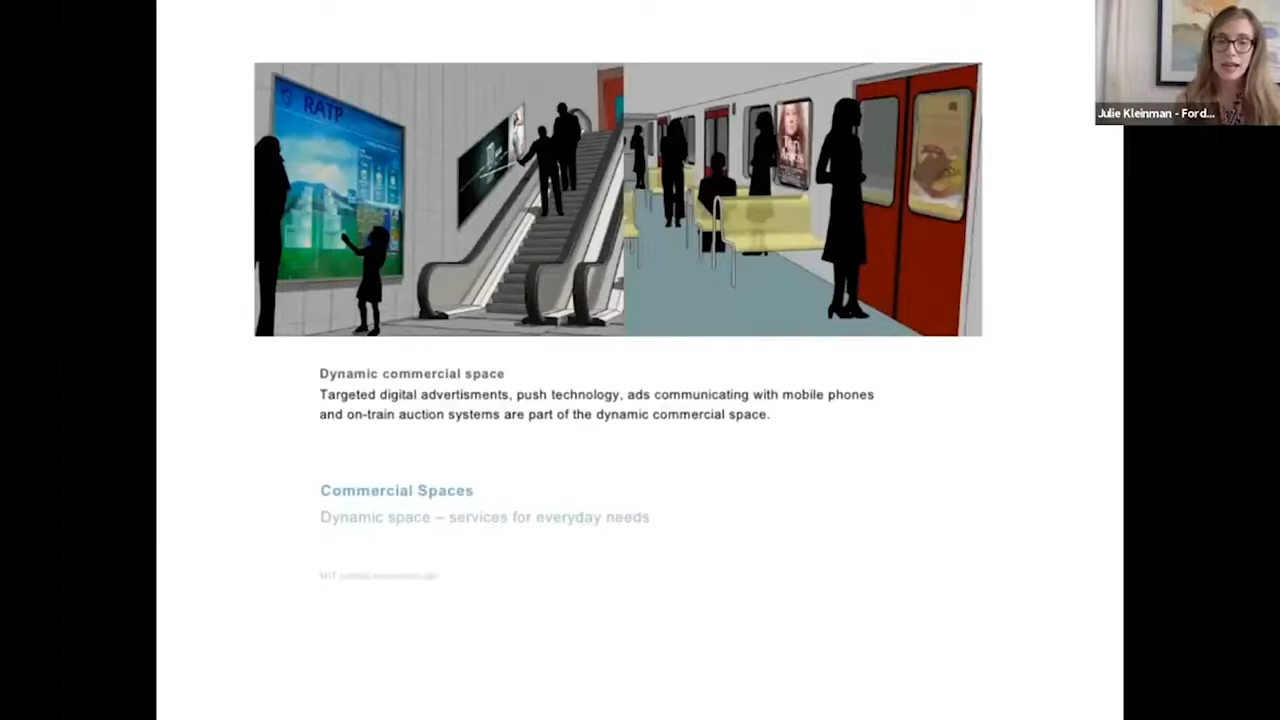 RATP
Julie Kleinman - Ford...
Dynamic commercial space
Targeted digital advertisments, push technology, ads communicating with mobile phones
and on-train auction systems are part of the dynamic commercial space.
Commercial Spaces
Dynamic space – services for everyday needs
MIT